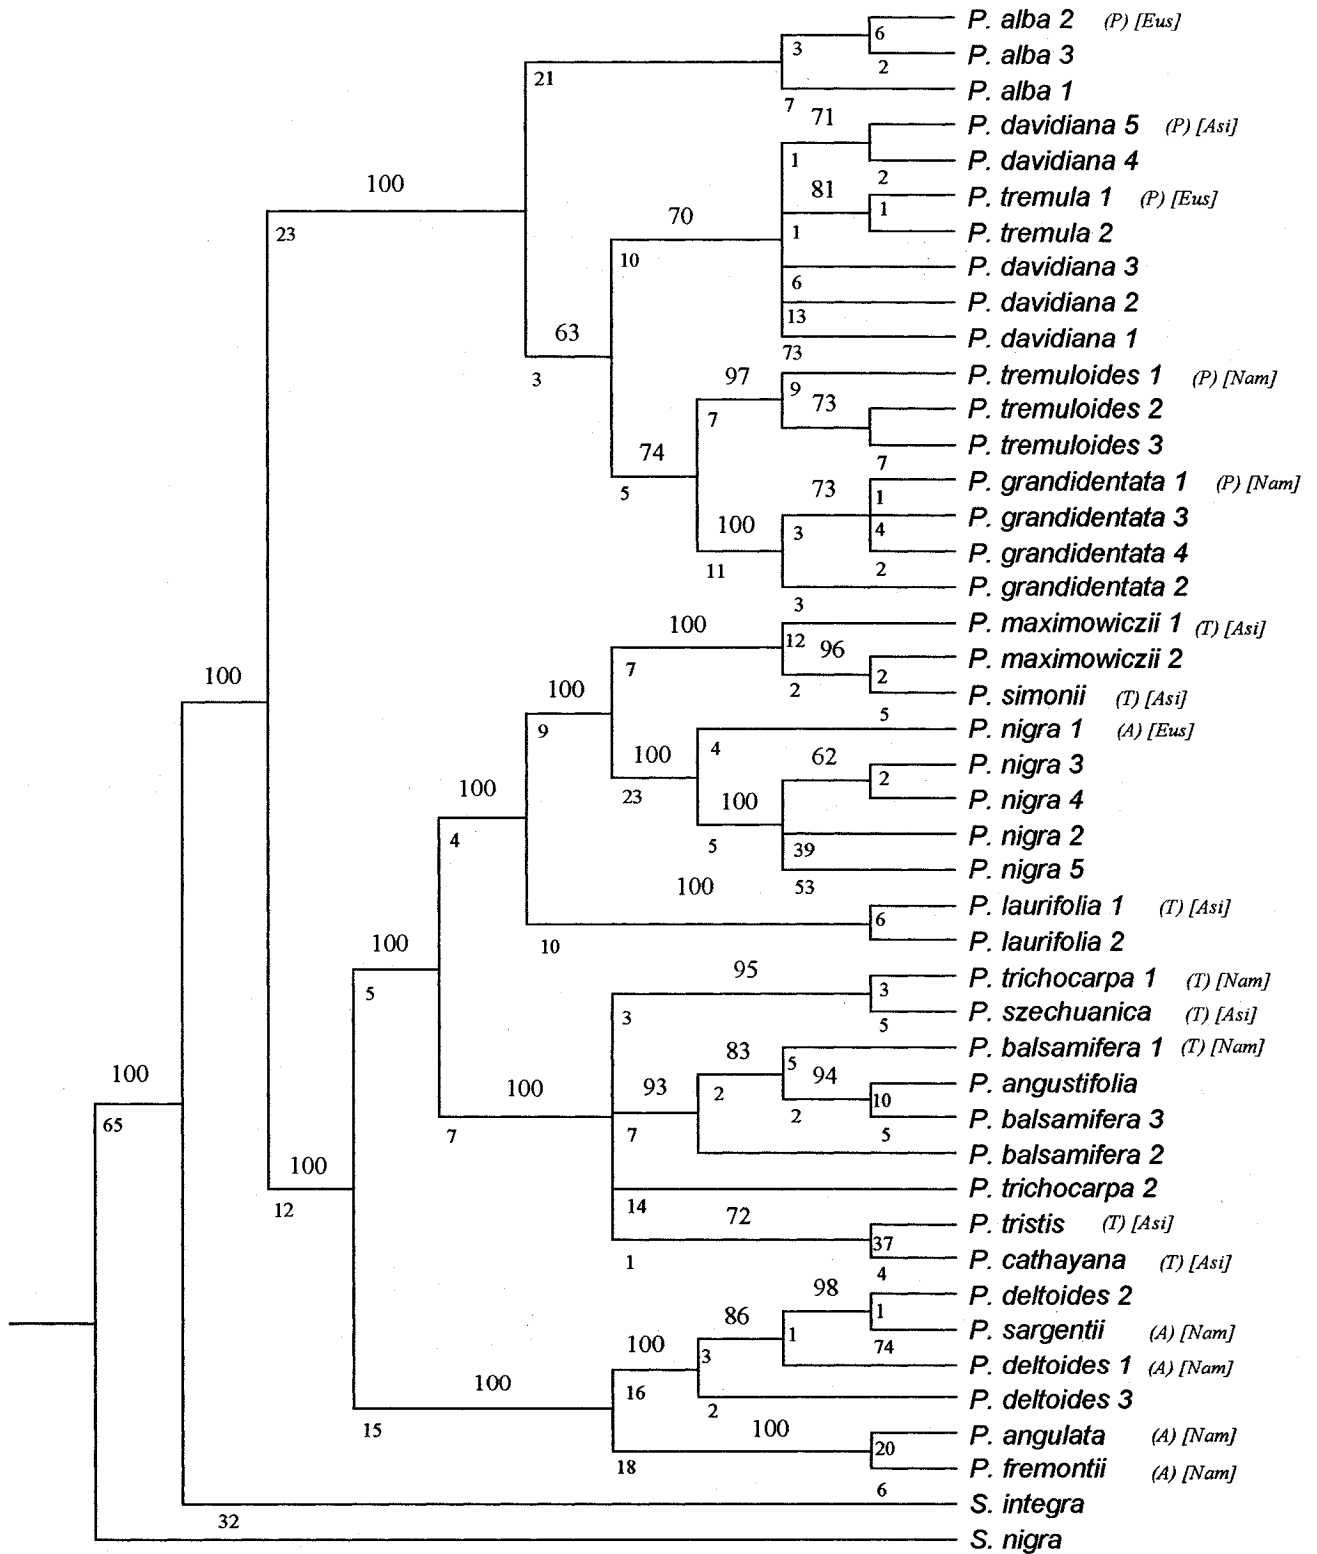 P. alba 2 (P) [Eus]
6
3
P. alba 3
2
21
P. alba 1
7
71
P. davidiana 5 (P) [Asi]
1
P. davidiana 4
2
100
81
P. tremula 1 (P) [Eus]
1
70
23
1
P. tremula 2
10
P. davidiana 3
6
P. davidiana 2
13
63
P. davidiana 1
73
3
97
P. tremuloides 1 (P) [Nam]
9
73
P. tremuloides 2
7
74
P. tremuloides 3
7
5
73
P. grandidentata 1 (P) [Nam]
1
100
3
P. grandidentata 3
4
11
P. grandidentata 4
2
P. grandidentata 2
3
100
P. maximowiczii 1 (T) [Asi]
12
96
7
P. maximowiczii 2
2
100
100
2
P. simonii (T) [Asi]
5
9
P. nigra 1 (A) [Eus]
4
100
62
P. nigra 3
2
23
100
P. nigra 4
100
4
5
P. nigra 2
39
P. nigra 5
53
100
P. laurifolia 1 (T) [Asi]
6
10
P. laurifolia 2
100
95
P. trichocarpa 1 (T) [Nam]
3
5
3
P. szechuanica (T) [Asi]
5
83
P. balsamifera 1 (T) [Nam]
5
100
100
93
94
P. angustifolia
2
10
65
7
7
2
P. balsamifera 3
5
P. balsamifera 2
100
P. trichocarpa 2
12
14
72
P. tristis (T) [Asi]
37
1
P. cathayana (T) [Asi]
4
98
P. deltoides 2
1
86
1
P. sargentii (A) [Nam]
74
100
3
P. deltoides 1 (A) [Nam]
100
16
P. deltoides 3
2
15
100
P. angulata (A) [Nam]
20
18
P. fremontii (A) [Nam]
6
S. integra
32
S. nigra